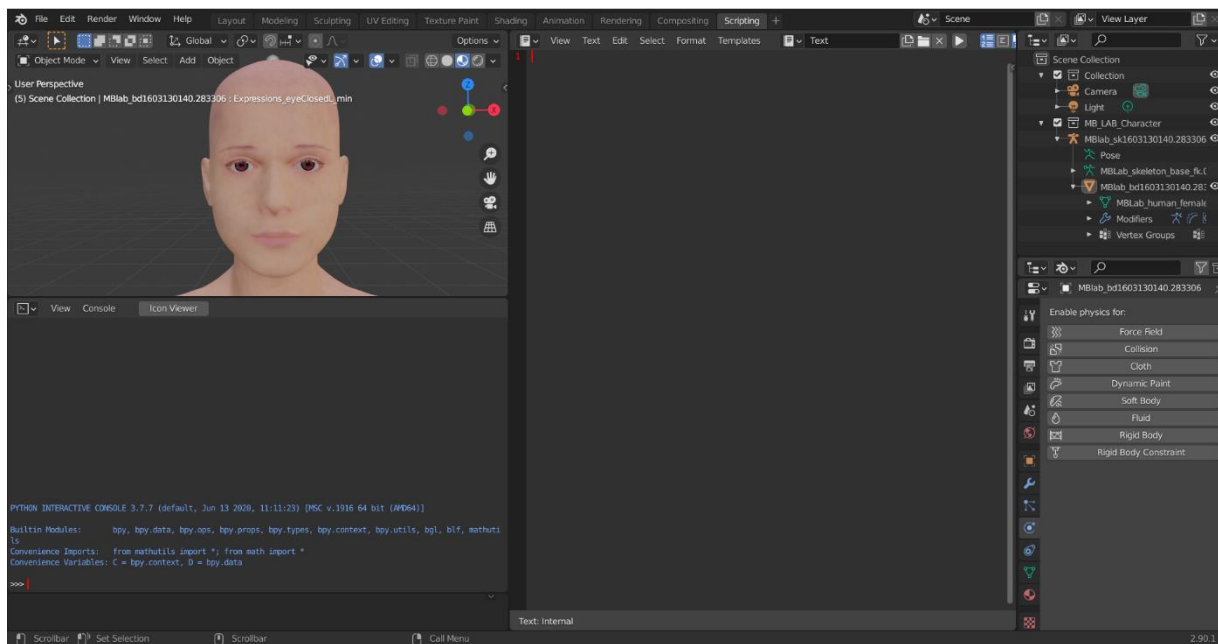 File Edit Render Window Help Layout Modeling Sculpting UV Editing Texture Paint Shading Animation Rendering Compositing Scripting + Scene View Layer
Global Options
Object Mode View Select Add Object
User Perspective
(5) Scene Collection | MBlab_bd1603130140.283306 : Expressions_eyeClosedL_min
Z
X
View Console Icon Viewer
PYTHON INTERACTIVE CONSOLE 3.7.7 (default, Jun 13 2020, 11:11:23) [MSC v.1916 64 bit (AMD64)]
Builtin Modules: bpy, bpy.data, bpy.ops, bpy.props, bpy.types, bpy.context, bpy.utils, bgl, blf, mathuti
ls
Convenience Imports: from mathutils import *; from math import *
Convenience Variables: C = bpy.context, D = bpy.data
>>>
View Text Edit Select Format Templates Text
1
Text: Internal
Scene Collection
Collection
Camera
Light
MB_LAB_Character
MBlab_sk1603130140.283306
Pose
MBLab_skeleton_base_fk.(
MBlab_bd1603130140.283
MBLab_human_female
Modifiers
Vertex Groups
MBlab_bd1603130140.283306
Enable physics for:
Force Field
Collision
Cloth
Dynamic Paint
Soft Body
Fluid
Rigid Body
Rigid Body Constraint
Scrollbar Set Selection Scrollbar Call Menu 2.90.1